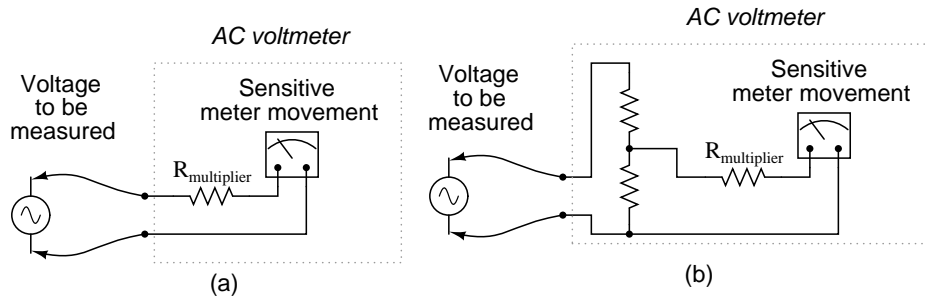 AC voltmeter
Voltage
to be
measured
Sensitive
meter movement
Rmultiplier
(a)
AC voltmeter
Voltage
to be
measured
Sensitive
meter movement
Rmultiplier
(b)